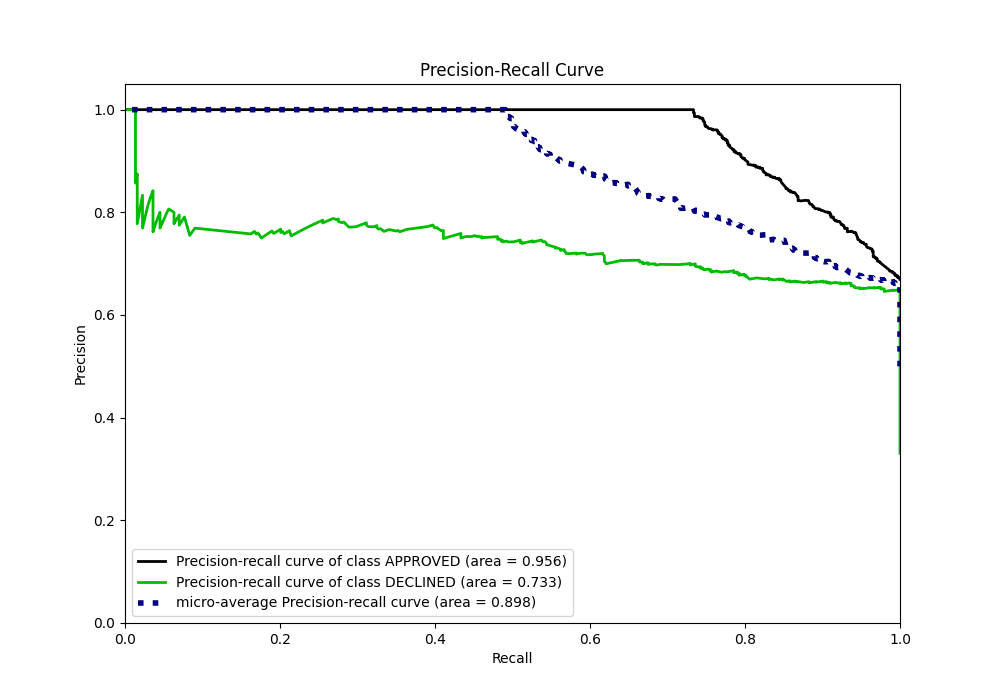 Precision-Recall Curve
1.0
0.8
0.6
0.4
0.2
0.0
Precision
Precision-recall curve of class APPROVED (area = 0.956)
Precision-recall curve of class DECLINED (area = 0.733)
micro-average Precision-recall curve (area = 0.898)
0.0 0.2 0.4 0.6 0.8 1.0
Recall